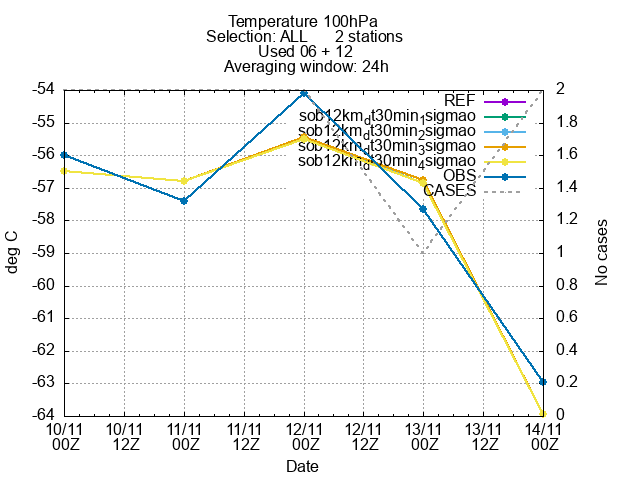 Temperature 100hPa
Selection: ALL 2 stations
Used 06 + 12
Averaging window: 24h
-54
-55
-56
-57
-58
-59
-60
-61
-62
-63
-64
2
1.8
1.6
1.4
1.2
1
0.8
0.6
0.4
0.2
0
REF
sob12km_dt30min_1sigmao
sob12km_dt30min_2sigmao
sob12km_dt30min_3sigmao
sob12km_dt30min_4sigmao
OBS
CASES
deg C
No cases
10/11 10/11 11/11 11/11 12/11 12/11 13/11 13/11 14/11
00Z 12Z 00Z 12Z 00Z 12Z 00Z 12Z 00Z
Date